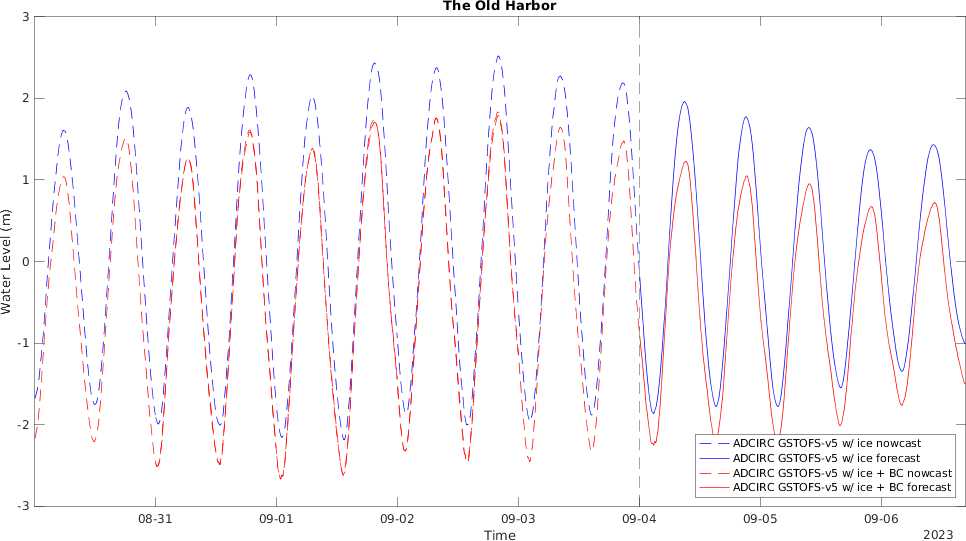 The Old Harbor
3
2
1
0
-1
-2
-3
Water Level (m)
08-31 09-01 09-02 09-03 09-04 09-05 09-06
Time
2023
ADCIRC GSTOFS-v5 w/ ice nowcast
ADCIRC GSTOFS-v5 w/ ice forecast
ADCIRC GSTOFS-v5 w/ ice + BC nowcast
ADCIRC GSTOFS-v5 w/ ice + BC forecast